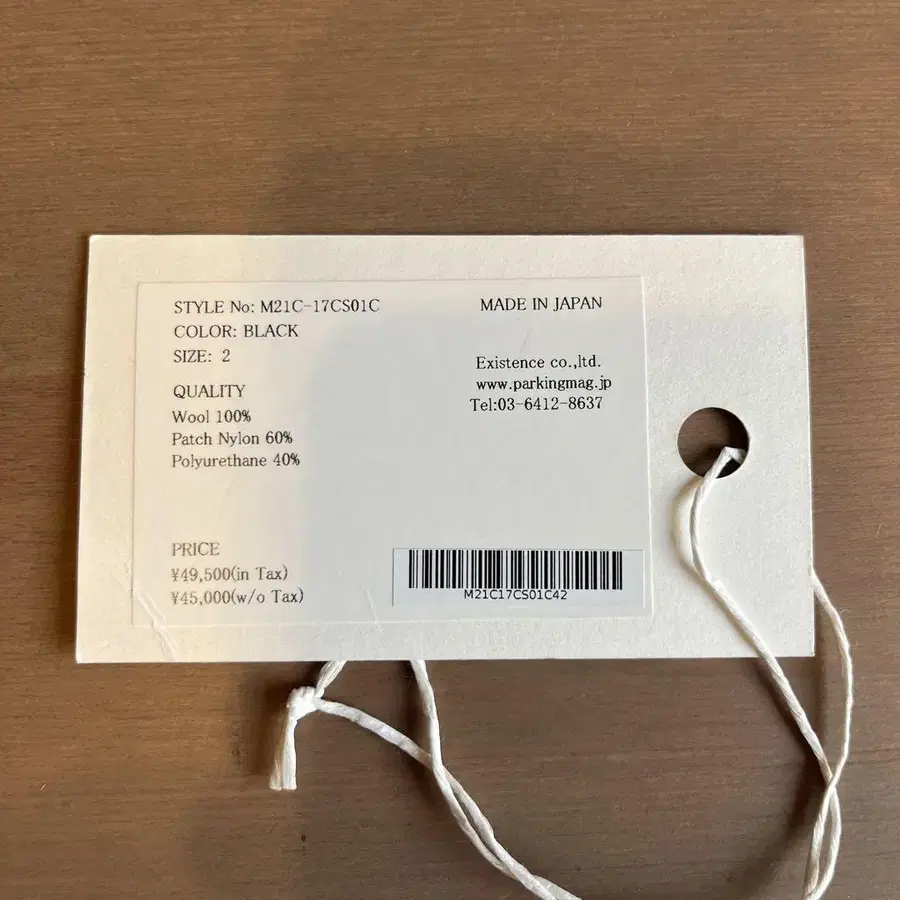 STYLE No: M21C-17CS01C
COLOR: BLACK
SIZE: 2
QUALITY
Wool 100%
Patch Nylon 60%
Polyurethane 40%
PRICE
¥49,500(in Tax)
¥45,000(w/o Tax)
MADE IN JAPAN
Existence co.,ltd.
www.parkingmag.jp
Tel:03-6412-8637
M21C17CS01C42